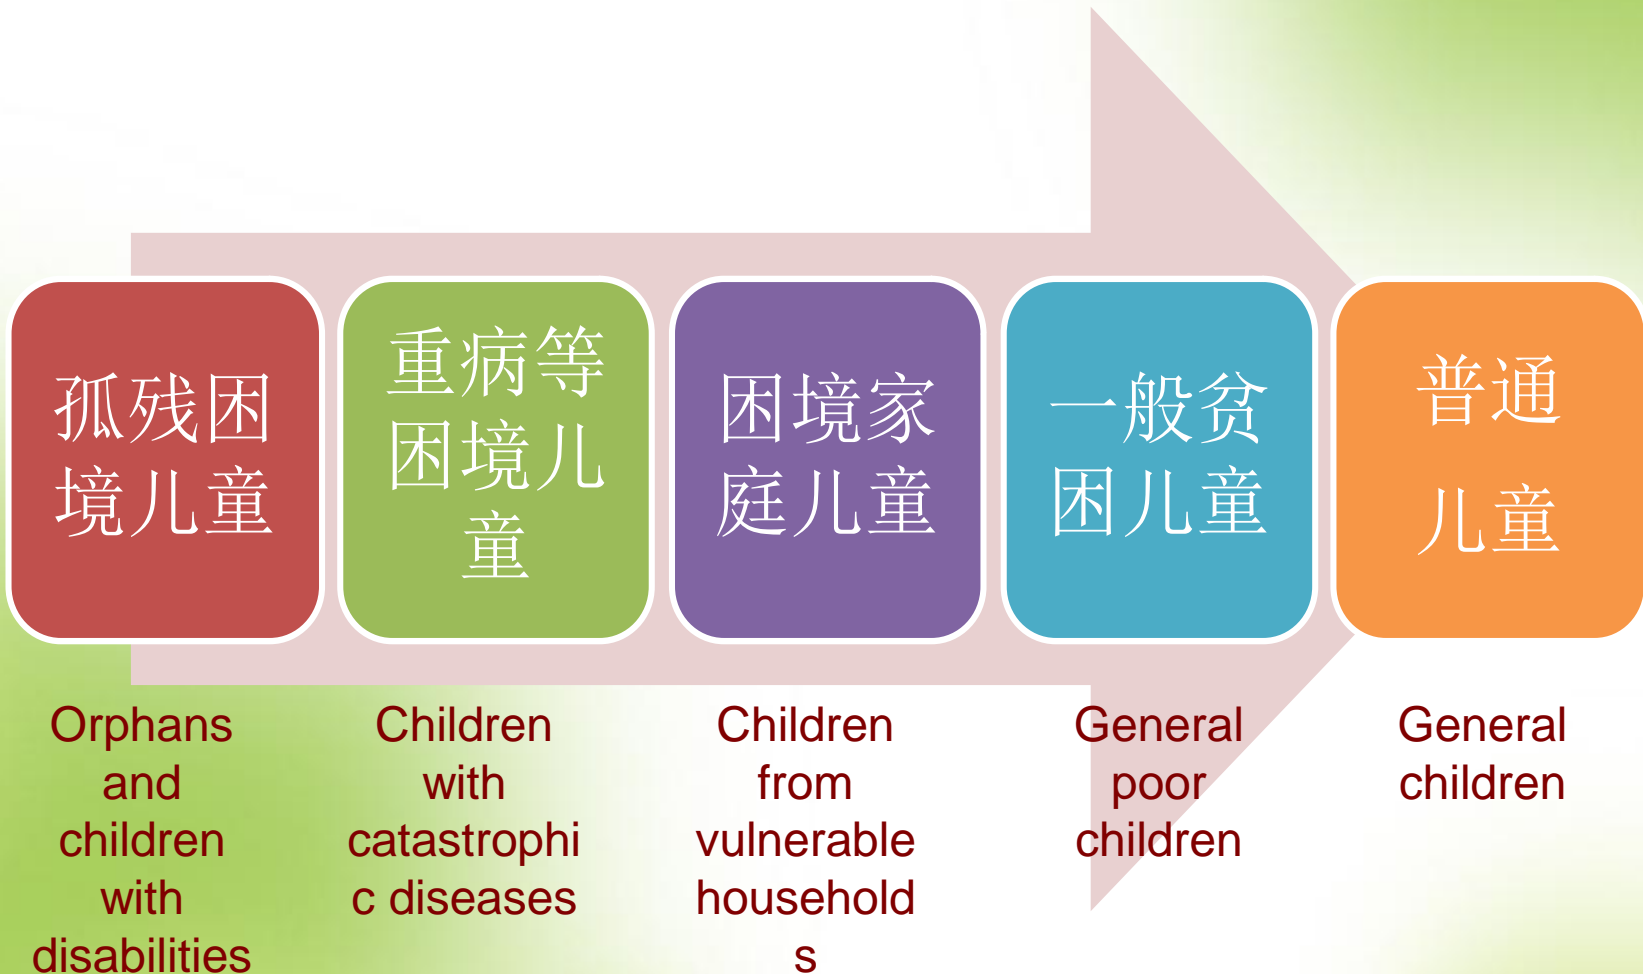 孤残困
境儿童
重病等
困境儿
童
困境家
庭儿童
一般贫
困儿童
普通
儿童
Orphans
and
children
with
disabilities
Children
with
catastrophi
c diseases
Children
from
vulnerable
household
s
General
poor
children
General
children